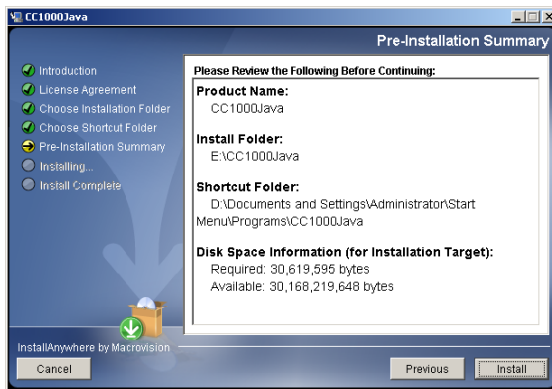 CC1000Java
Pre-Installation Summary
Introduction
License Agreement
Choose Installation Folder
Choose Shortcut Folder
Pre-Installation Summary
Installing...
Install Complete
Please Review the Following Before Continuing:
Product Name:
CC1000Java
Install Folder:
E:\CC1000Java
Shortcut Folder:
D:\Documents and Settings\Administrator\Start
Menu\Programs\CC1000Java
Disk Space Information (for Installation Target):
Required: 30,619,595 bytes
Available: 30,168,219,648 bytes
InstallAnywhere by Macrovision
Cancel
Previous
Install